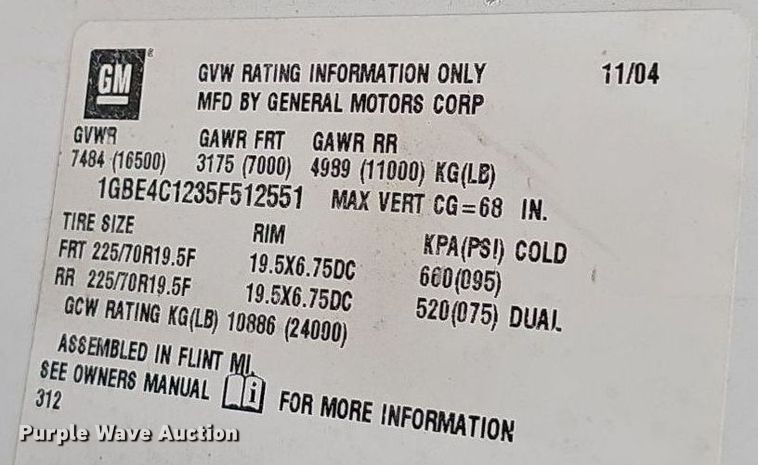 GM ®
GVW RATING INFORMATION ONLY 11/04
MFD BY GENERAL MOTORS CORP
GVWR GAWR FRT GAWR RR
7484 (16500) 3175 (7000) 4989 (11000) KG(LB)
1GBE4C1235F512551 MAX VERT CG=68 IN.
TIRE SIZE RIM KPA(PSI) COLD
FRT 225/70R19.5F 19.5X6.75DC 660(095)
RR 225/70R19.5F 19.5X6.75DC 520(075) DUAL
GCW RATING KG(LB) 10886 (24000)
ASSEMBLED IN FLINT MI.
SEE OWNERS MANUAL i FOR MORE INFORMATION
312
Purple Wave Auction